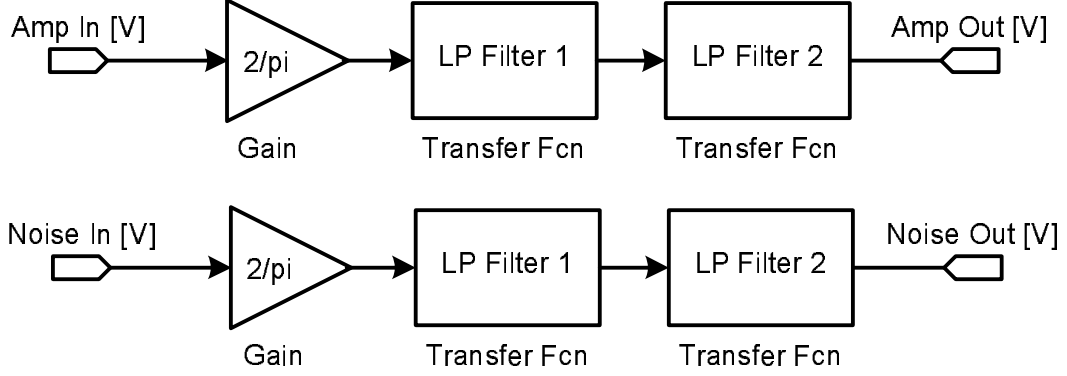 Amp In [V]
2/pi
LP Filter 1
LP Filter 2
Amp Out [V]
Gain
Transfer Fcn
Transfer Fcn
Noise In [V]
2/pi
LP Filter 1
LP Filter 2
Noise Out [V]
Gain
Transfer Fcn
Transfer Fcn